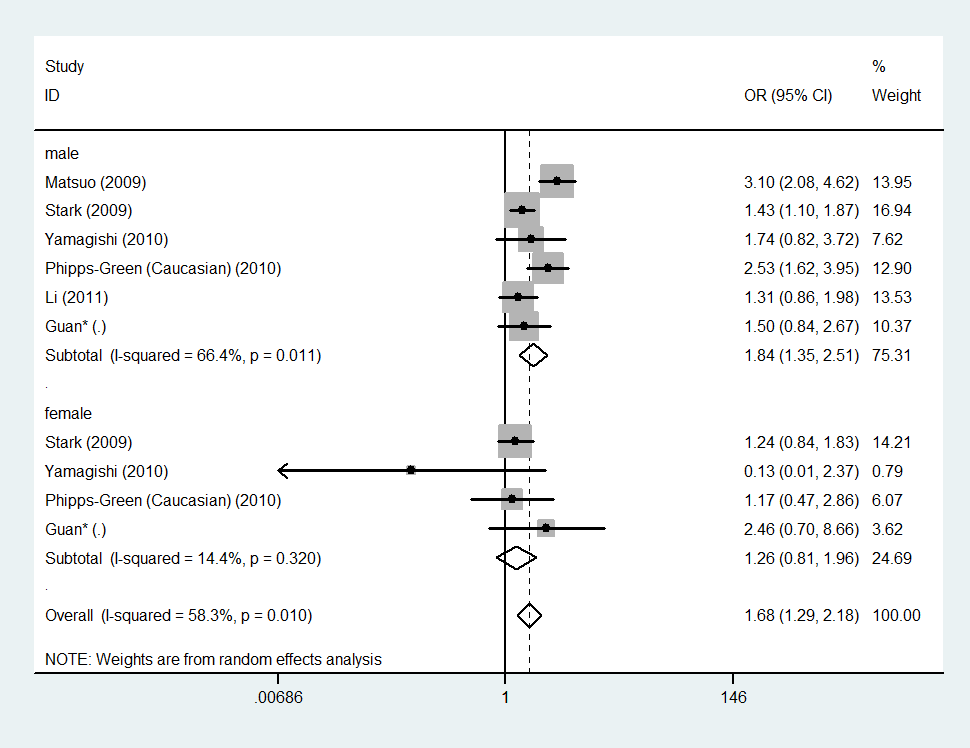 Study %
ID OR (95% CI) Weight
male
Matsuo (2009) 3.10 (2.08, 4.62) 13.95
Stark (2009) 1.43 (1.10, 1.87) 16.94
Yamagishi (2010) 1.74 (0.82, 3.72) 7.62
Phipps-Green (Caucasian) (2010) 2.53 (1.62, 3.95) 12.90
Li (2011) 1.31 (0.86, 1.98) 13.53
Guan* (.) 1.50 (0.84, 2.67) 10.37
Subtotal (I-squared = 66.4%, p = 0.011) 1.84 (1.35, 2.51) 75.31
.
female
Stark (2009) 1.24 (0.84, 1.83) 14.21
Yamagishi (2010) 0.13 (0.01, 2.37) 0.79
Phipps-Green (Caucasian) (2010) 1.17 (0.47, 2.86) 6.07
Guan* (.) 2.46 (0.70, 8.66) 3.62
Subtotal (I-squared = 14.4%, p = 0.320) 1.26 (0.81, 1.96) 24.69
.
Overall (I-squared = 58.3%, p = 0.010) 1.68 (1.29, 2.18) 100.00
NOTE: Weights are from random effects analysis
.00686 1 146